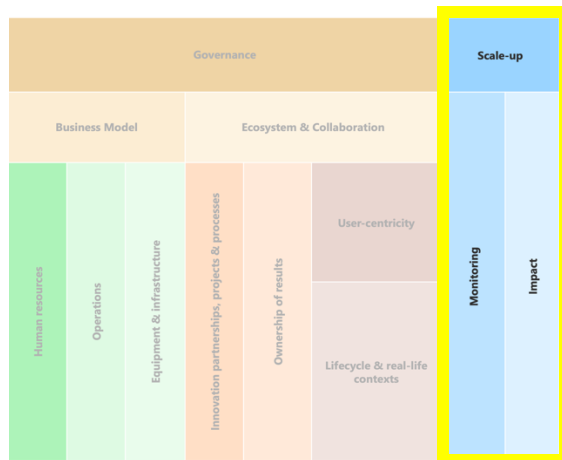 Governance
Scale-up
Business Model
Ecosystem & Collaboration
Human resources
Operations
Equipment & infrastructure
Innovation partnerships, projects & processes
Ownership of results
User-centricity
Lifecycle & real-life
contexts
Monitoring
Impact